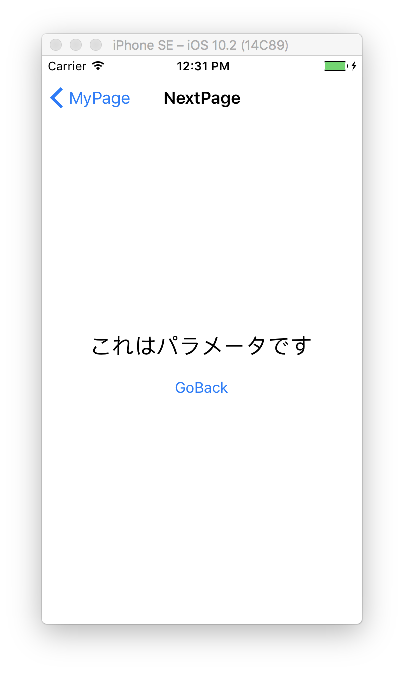 iPhone SE – iOS 10.2 (14C89)
Carrier 12:31 PM
MyPage NextPage
これはパラメータです
GoBack